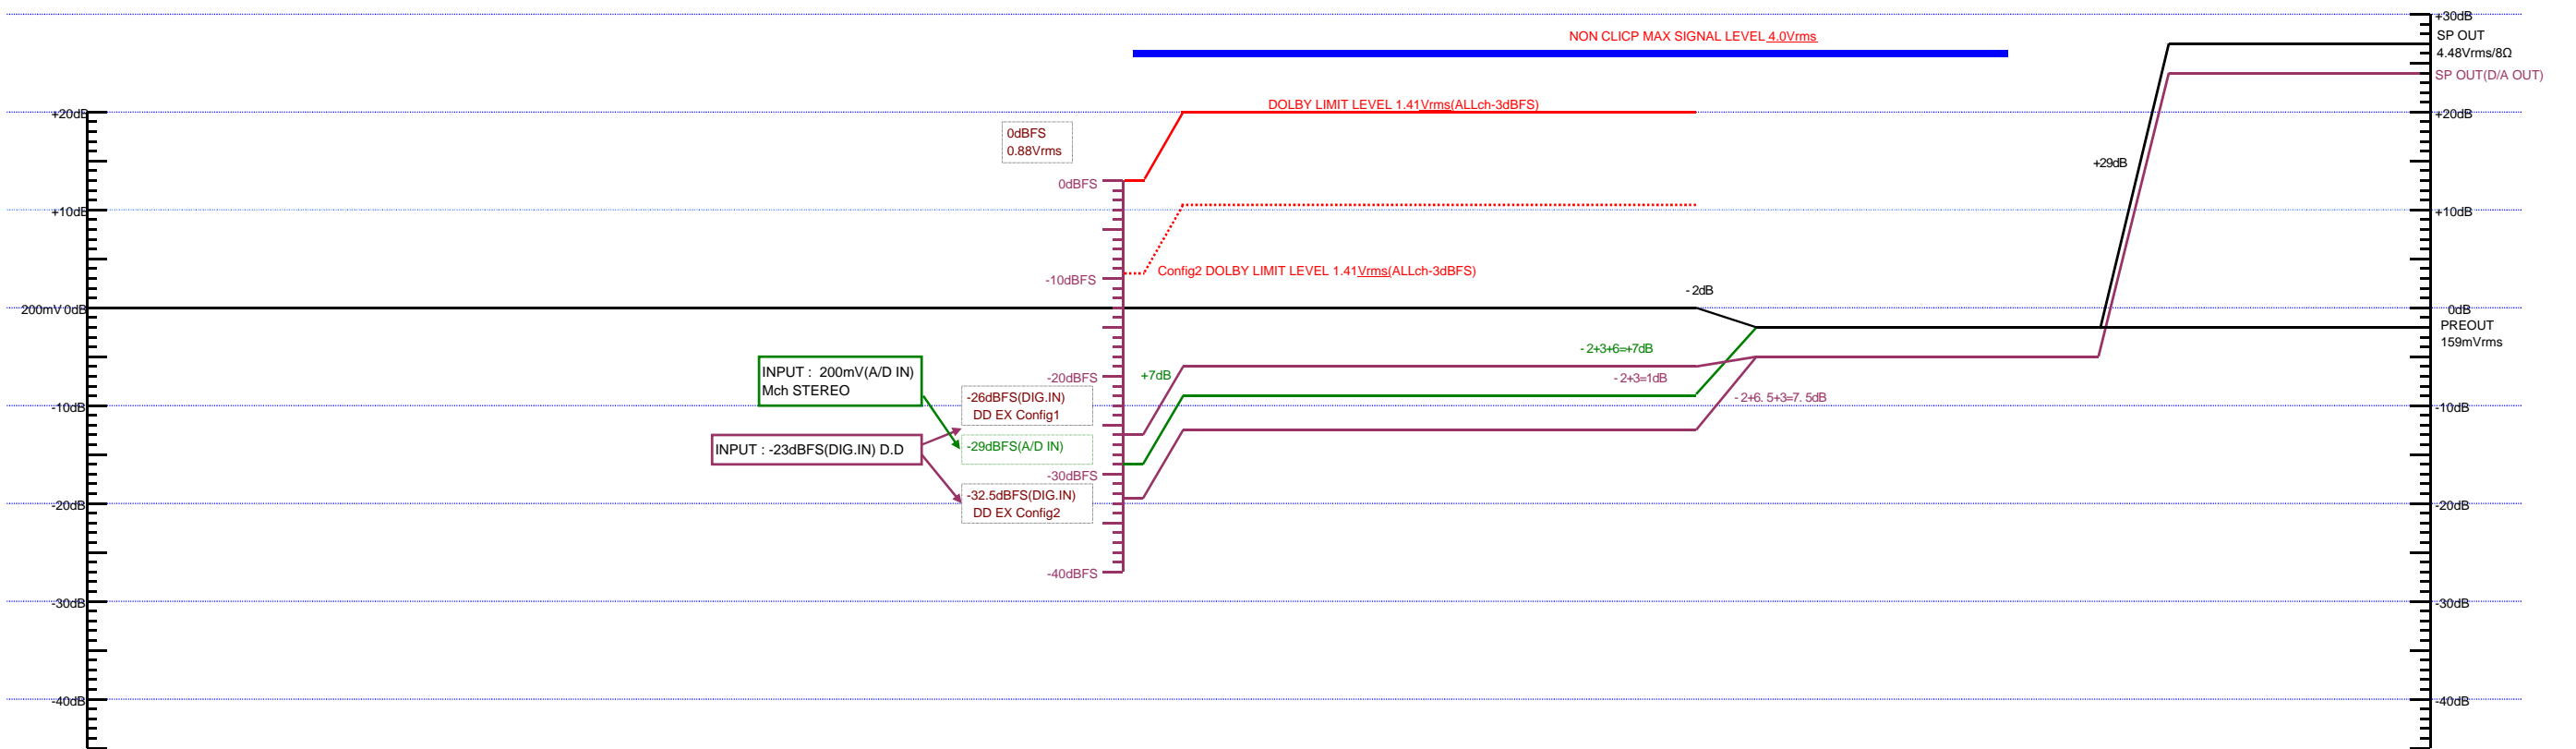 +30dB
SP OUT
4.48Vrms/8Ω
SP OUT(D/A OUT)
NON CLICP MAX SIGNAL LEVEL 4.0Vrms
DOLBY LIMIT LEVEL 1.41Vrms(ALLch-3dBFS)
+20dB
+20dB
0dBFS
0.88Vrms
+29dB
0dBFS
+10dB
+10dB
Config2 DOLBY LIMIT LEVEL 1.41Vrms(ALLch-3dBFS)
-10dBFS
- 2dB
200mV 0dB
0dB
PREOUT
159mVrms
- 2+3+6=+7dB
INPUT : 200mV(A/D IN)
Mch STEREO
-20dBFS
+7dB
- 2+3=1dB
-26dBFS(DIG.IN)
DD EX Config1
- 2+6. 5+3=7. 5dB
-10dB
-10dB
INPUT : -23dBFS(DIG.IN) D.D
-29dBFS(A/D IN)
-30dBFS
-32.5dBFS(DIG.IN)
DD EX Config2
-20dB
-20dB
-40dBFS
-30dB
-30dB
-40dB
-40dB